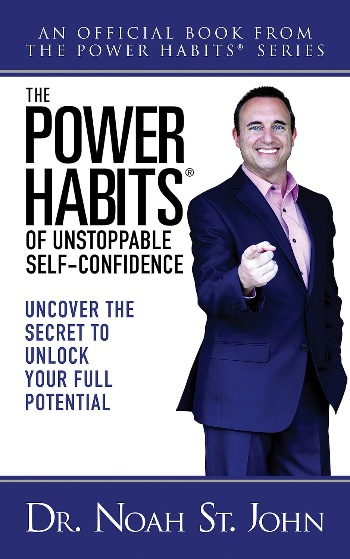 AN OFFICIAL BOOK FROM
THE POWER HABITS® SERIES
THE
POWER
HABITS®
OF UNSTOPPABLE
SELF-CONFIDENCE
UNCOVER THE
SECRET TO
UNLOCK
YOUR FULL
POTENTIAL
DR. NOAH ST. JOHN